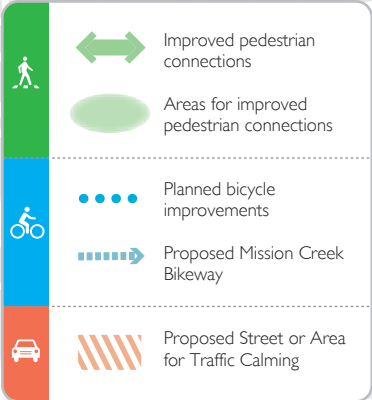 Improved pedestrian
connections
Areas for improved
pedestrian connections
Planned bicycle
improvements
Proposed Mission Creek
Bikeway
Proposed Street or Area
for Traffic Calming